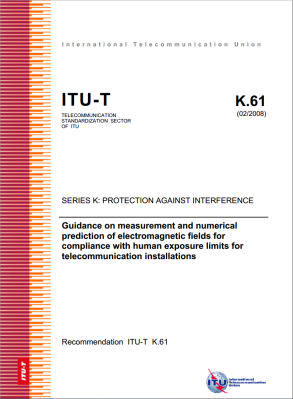 International Telecommunication Union
ITU-T
K.61
TELECOMMUNICATION
STANDARDIZATION SECTOR
OF ITU
(02/2008)
SERIES K: PROTECTION AGAINST INTERFERENCE
Guidance on measurement and numerical
prediction of electromagnetic fields for
compliance with human exposure limits for
telecommunication installations
Recommendation ITU-T K.61
ITU-T
International
Telecommunication
Union